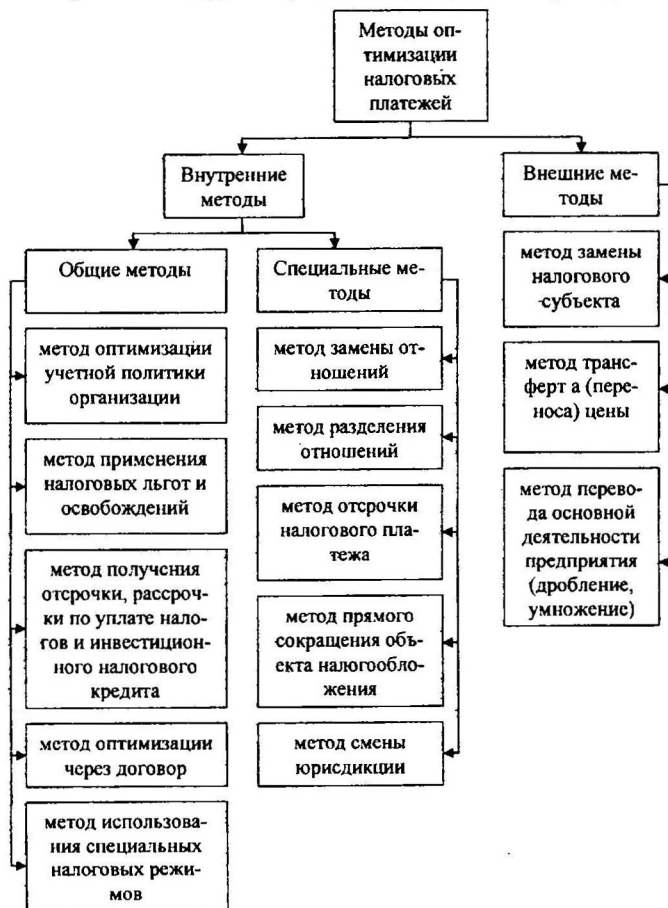 Методы оп-
тимизации
налоговых
платежей
Внутренние
методы
Внешние ме-
тоды
Общие методы
Специальные ме-
тоды
метод оптимизации
учетной политики
организации
метод применения
налоговых льгот и
освобождений
метод получения
отсрочки, рассроч-
ки по уплате нало-
гов и инвестицион-
ного налогового
кредита
метод оптимизации
через договор
метод использова-
ния специальных
налоговых режи-
мов
метод замены от-
ношений
метод разделения
отношений
метод отсрочки
налогового пла-
тежа
метод прямого
сокращения объ-
екта налогообло-
жения
метод смены
юрисдикции
метод замены
налогового
субъекта
метод транс-
ферт а (пере-
носа) цены
метод перево-
да основной
деятельности
предприятия
(дробление,
умножение)